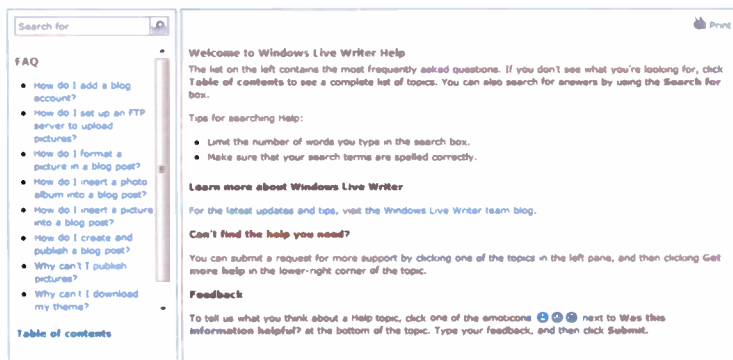 Search for
Print
FAQ
How do I add a blog
account?
How do I set up an FTP
server to upload
pictures?
How do I format a
picture in a blog post?
How do I insert a photo
album into a blog post?
How do I insert a picture
into a blog post?
How do I create and
publish a blog post?
Why can't I publish
pictures?
Why can't I download
my theme?
Table of contents
Welcome to Windows Live Writer Help
The list on the left contains the most frequently asked questions. If you don't see what you're looking for, click
Table of contents to see a complete list of topics. You can also search for answers by using the Search for
box.
Tips for searching Help:
Limit the number of words you type in the search box.
Make sure that your search terms are spelled correctly.
Learn more about Windows Live Writer
For the latest updates and tips, visit the Windows Live Writer team blog.
Can't find the help you need?
You can submit a request for more support by clicking one of the topics in the left pane, and then clicking Get
more help in the lower-right corner of the topic.
Feedback
To tell us what you think about a Help topic, click one of the emoticons next to Was this
information helpful? at the bottom of the topic. Type your feedback, and then click Submit.